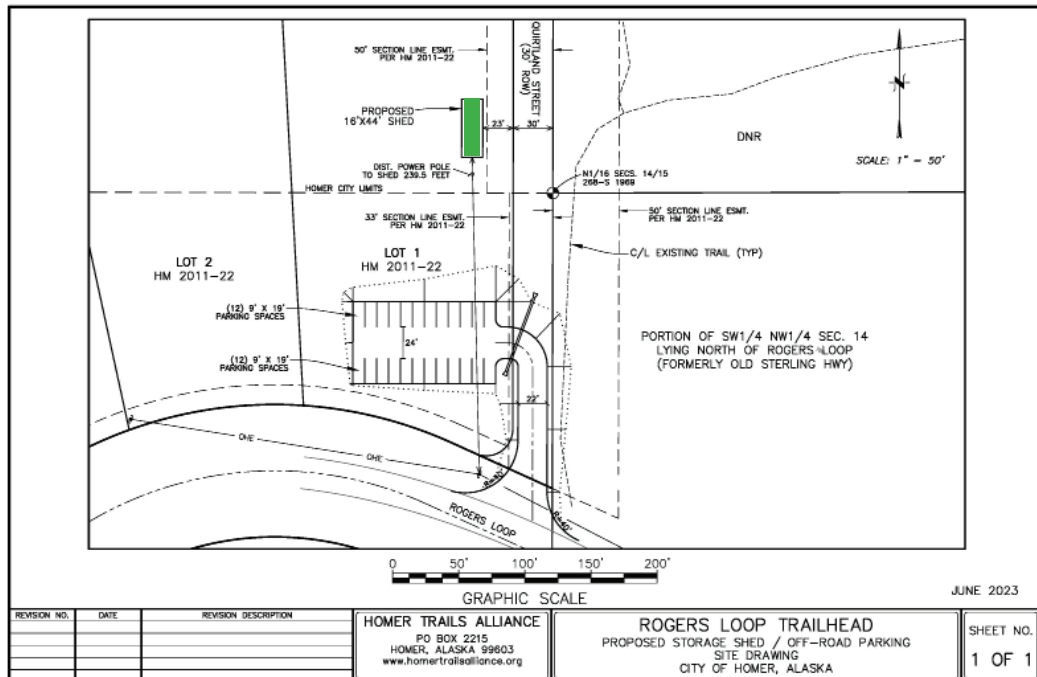 50' SECTION LINE ESMT.
PER HM 2011-22
QUIRTLAND STREET
(30' ROW)
N
PROPOSED
16'X44' SHED
23'
30'
DNR
SCALE: 1" = 50'
DIST. POWER POLE
TO SHED 239.5 FEET
N1/16 SECS. 14/15
268-S 1969
HOMER CITY LIMITS
33' SECTION LINE ESMT.
PER HM 2011-22
50' SECTION LINE ESMT.
PER HM 2011-22
C/L EXISTING TRAIL (TYP)
LOT 1
HM 2011-22
LOT 2
HM 2011-22
(12) 9' X 19'
PARKING SPACES
24'
(12) 9' X 19'
PARKING SPACES
PORTION OF SW1/4 NW1/4 SEC. 14
LYING NORTH OF ROGERS LOOP
(FORMERLY OLD STERLING HWY)
22'
OHE
OHE
R=40'
R=40'
ROGERS LOOP
0 50' 100' 150' 200'
GRAPHIC SCALE
JUNE 2023
REVISION NO. DATE REVISION DESCRIPTION
HOMER TRAILS ALLIANCE
PO BOX 2215
HOMER, ALASKA 99603
www.homertrailsalliance.org
ROGERS LOOP TRAILHEAD
PROPOSED STORAGE SHED / OFF-ROAD PARKING
SITE DRAWING
CITY OF HOMER, ALASKA
SHEET NO.
1 OF 1